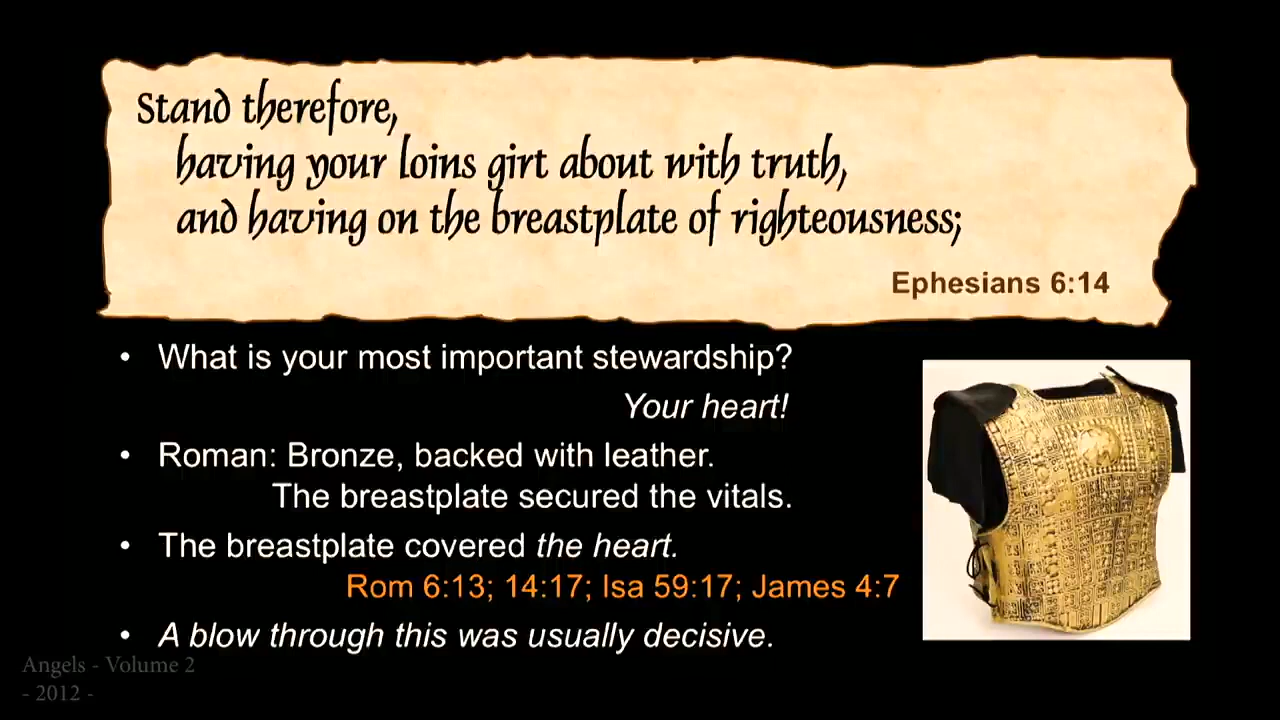 Stand therefore,
having your loins girt about with truth,
and having on the breastplate of righteousness;
Ephesians 6:14
• What is your most important stewardship?
Your heart!
• Roman: Bronze, backed with leather.
The breastplate secured the vitals.
• The breastplate covered the heart.
Rom 6:13; 14:17; Isa 59:17; James 4:7
• A blow through this was usually decisive.
Angels - Volume 2
- 2012 -